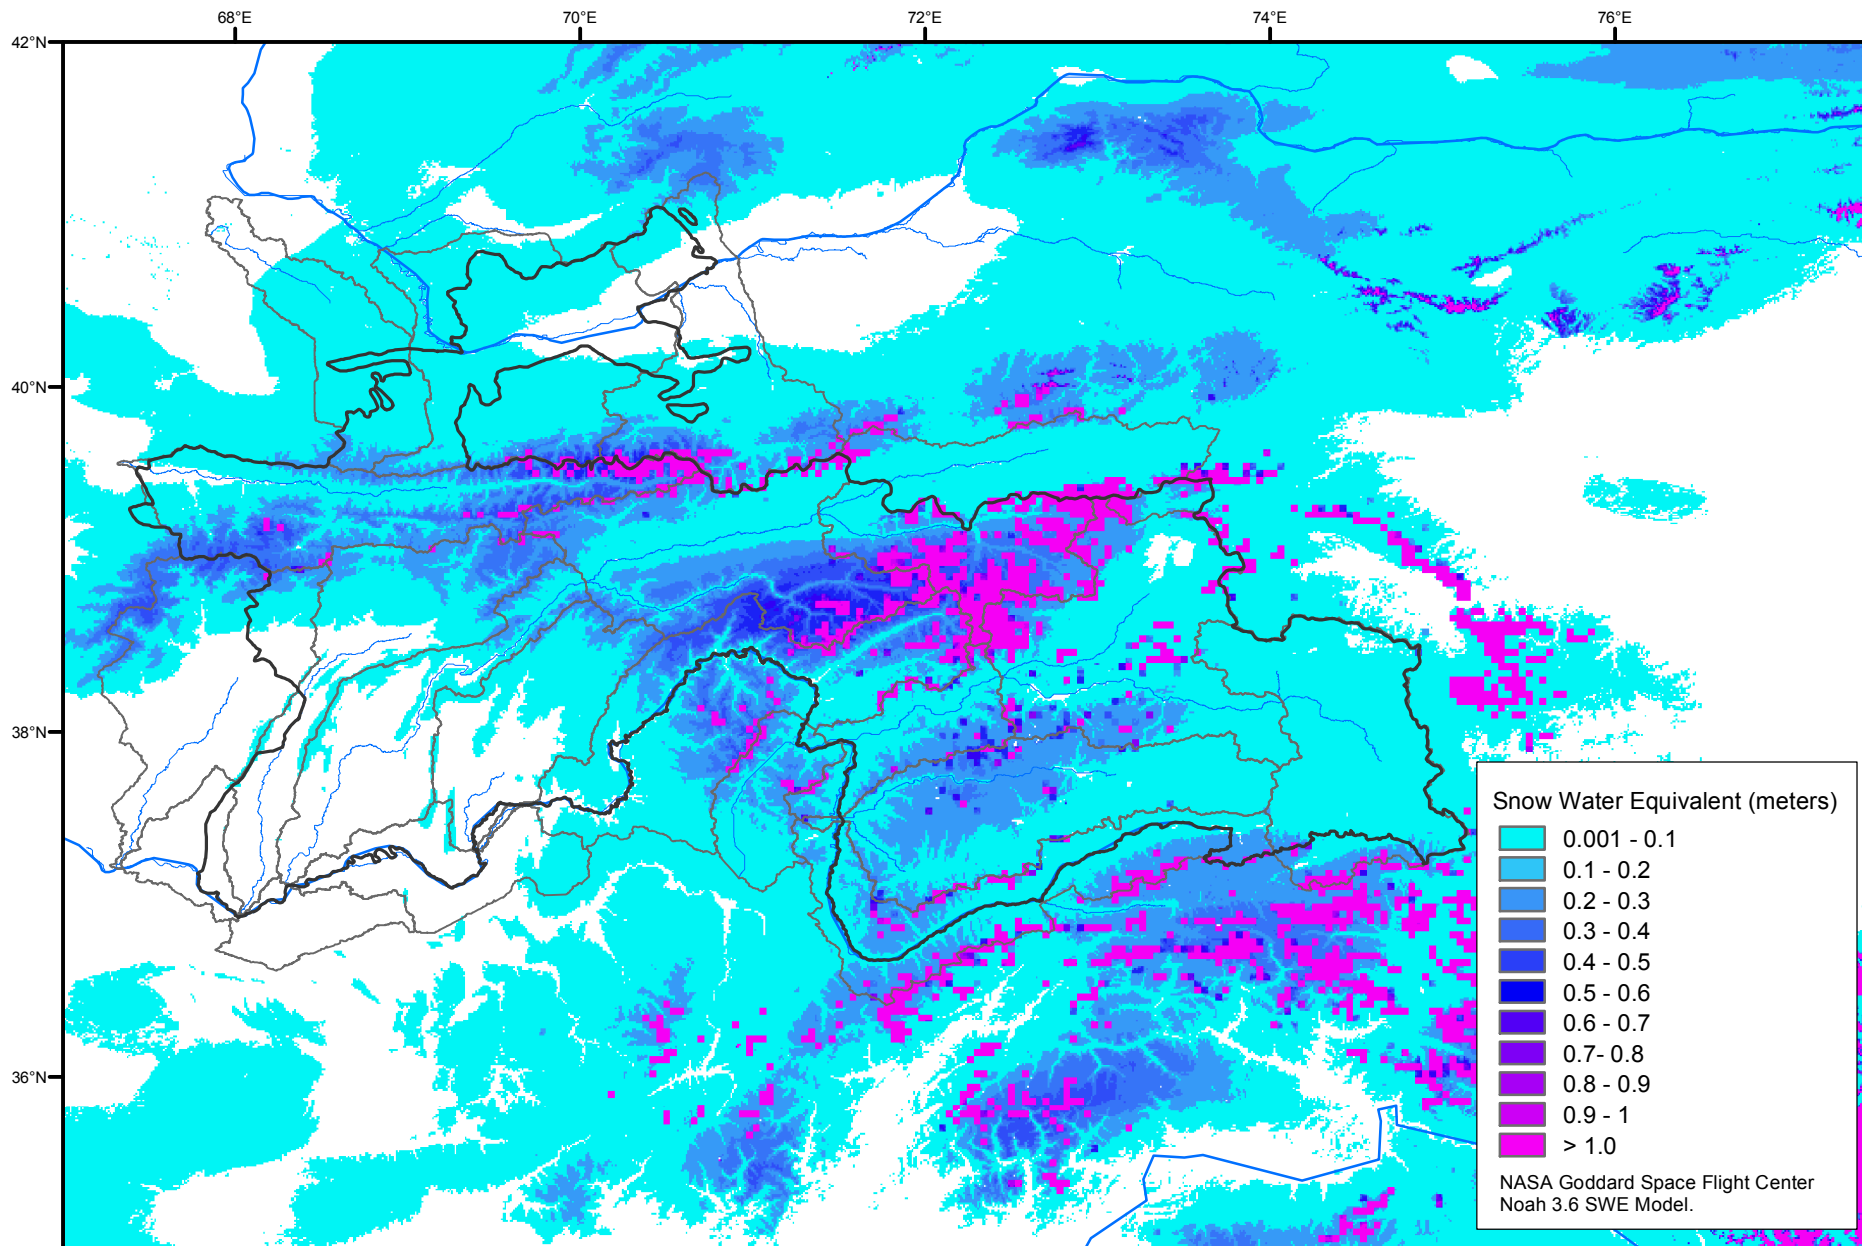 68°E 70°E 72°E 74°E 76°E
42°N
40°N
38°N
36°N
Snow Water Equivalent (meters)
0.001 - 0.1
0.1 - 0.2
0.2 - 0.3
0.3 - 0.4
0.4 - 0.5
0.5 - 0.6
0.6 - 0.7
0.7- 0.8
0.8 - 0.9
0.9 - 1
> 1.0
NASA Goddard Space Flight Center
Noah 3.6 SWE Model.